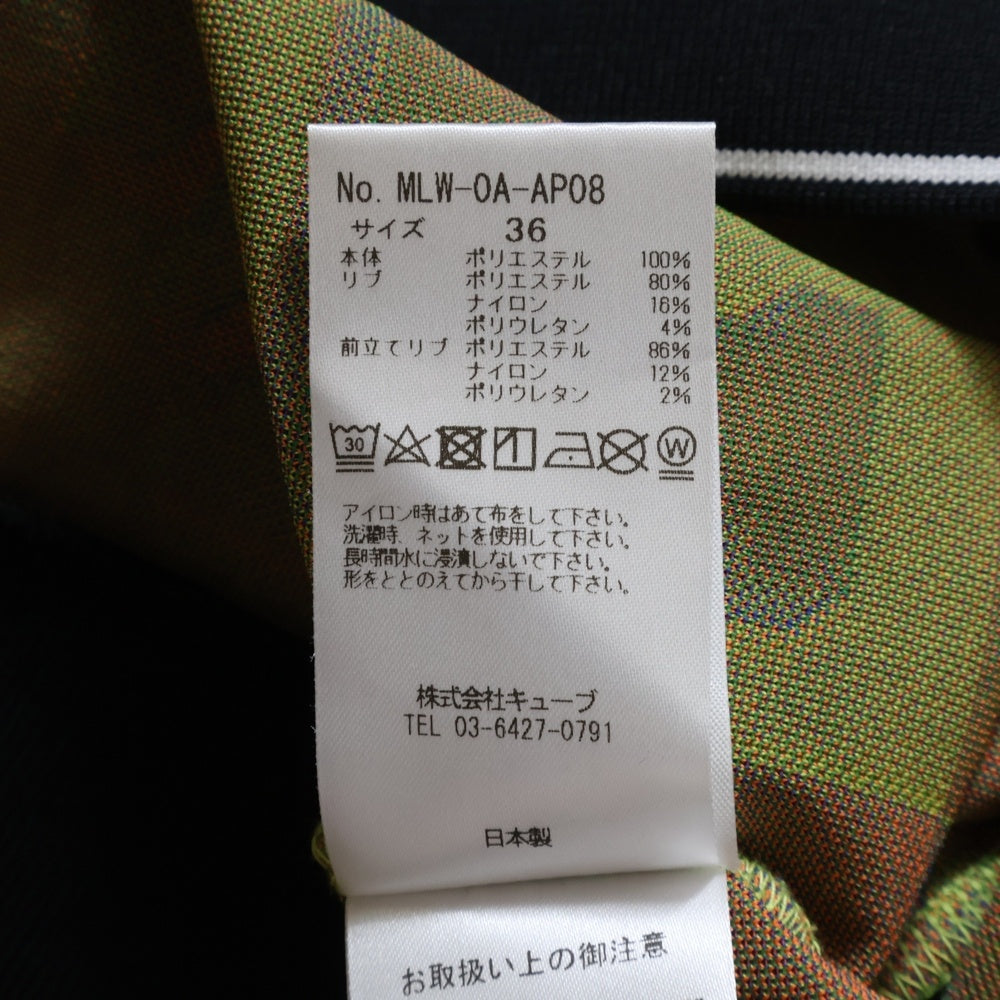 No. MLW-OA-AP08
サイズ 36
本体 ポリエステル 100%
リブ ポリエステル 80%
ナイロン 16%
ポリウレタン 4%
前立てリブ ポリエステル 86%
ナイロン 12%
ポリウレタン 2%
30 W
アイロン時はあて布をして下さい。
洗濯時、ネットを使用して下さい。
長時間水に浸漬しないで下さい。
形をととのえてから干して下さい。
株式会社キューブ
TEL 03-6427-0791
日本製
お取扱い上の御注意